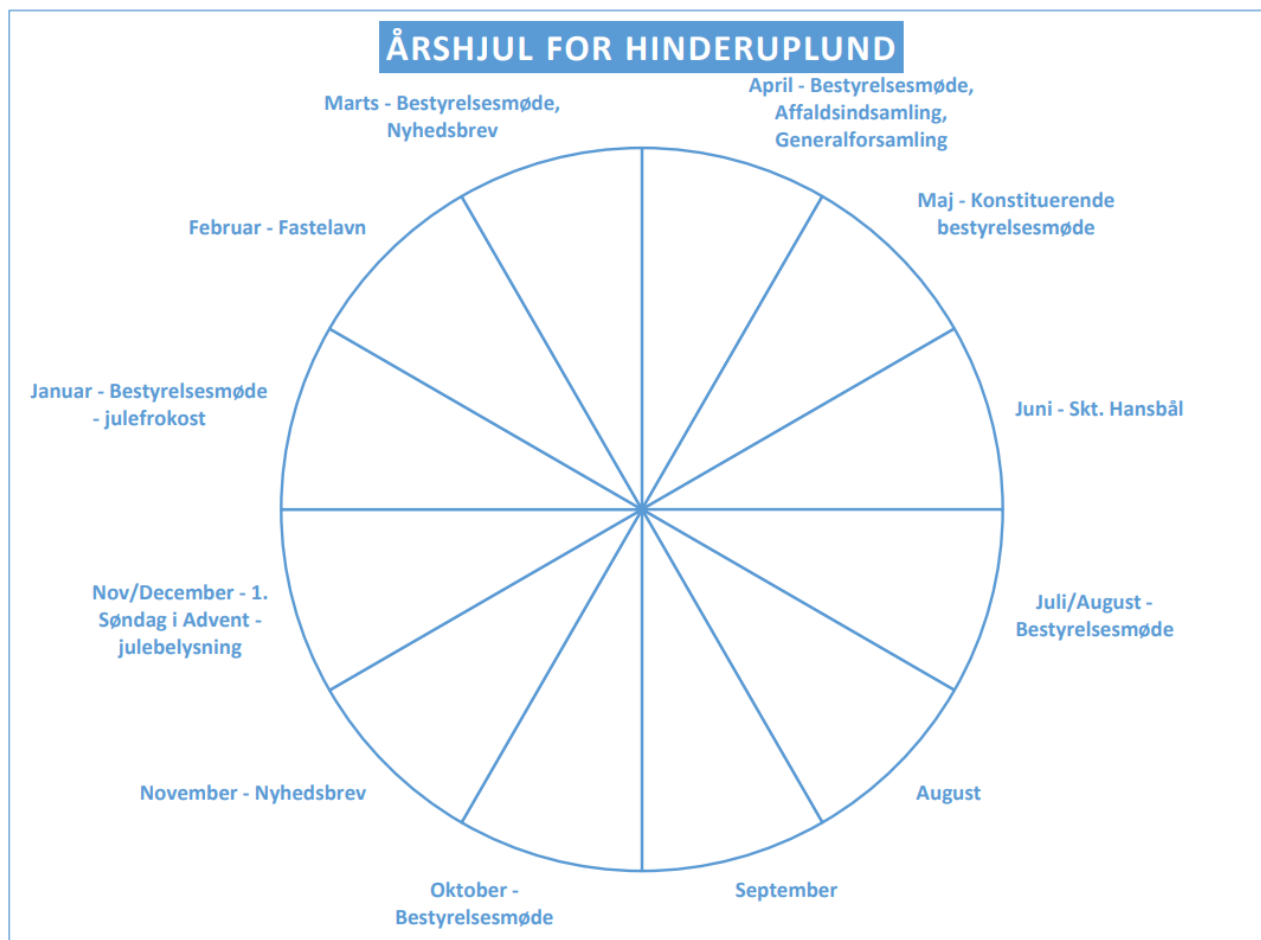 ÅRSHJUL FOR HINDERUPLUND
April - Bestyrelsesmøde,
Affaldsindsamling,
Generalforsamling
Maj - Konstituerende
bestyrelsesmøde
Juni - Skt. Hansbål
Juli/August -
Bestyrelsesmøde
August
September
Oktober -
Bestyrelsesmøde
November - Nyhedsbrev
Nov/December - 1.
Søndag i Advent -
julebelysning
Januar - Bestyrelsesmøde
- julefrokost
Februar - Fastelavn
Marts - Bestyrelsesmøde,
Nyhedsbrev